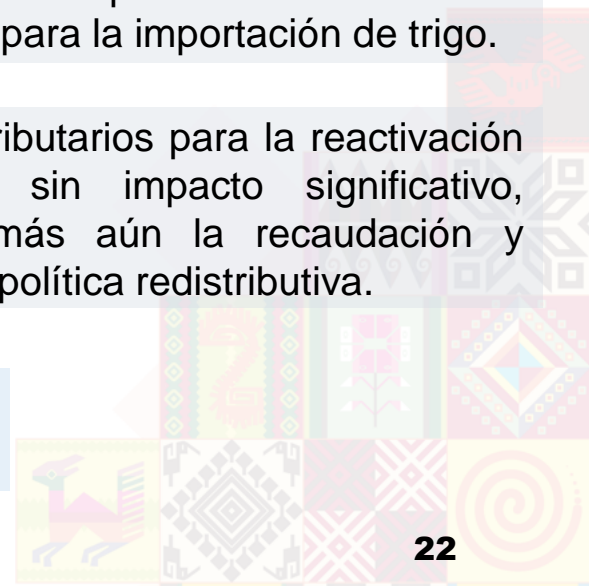 para la importación de trigo.
ributarios para la reactivación
sin impacto significativo,
más aún la recaudación y
política redistributiva.
22